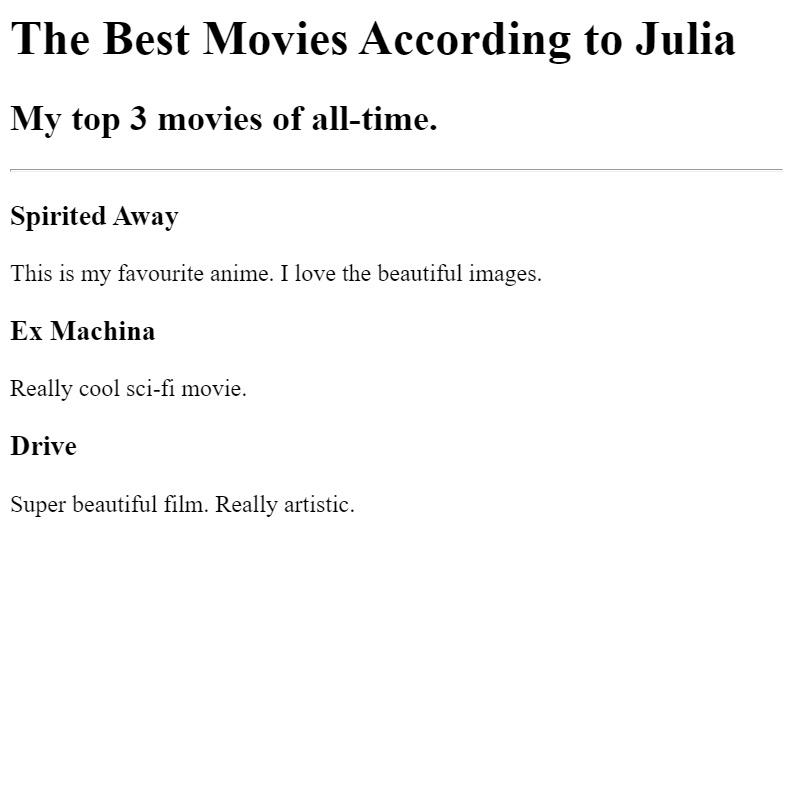 The Best Movies According to Julia
My top 3 movies of all-time.
Spirited Away
This is my favourite anime. I love the beautiful images.
Ex Machina
Really cool sci-fi movie.
Drive
Super beautiful film. Really artistic.